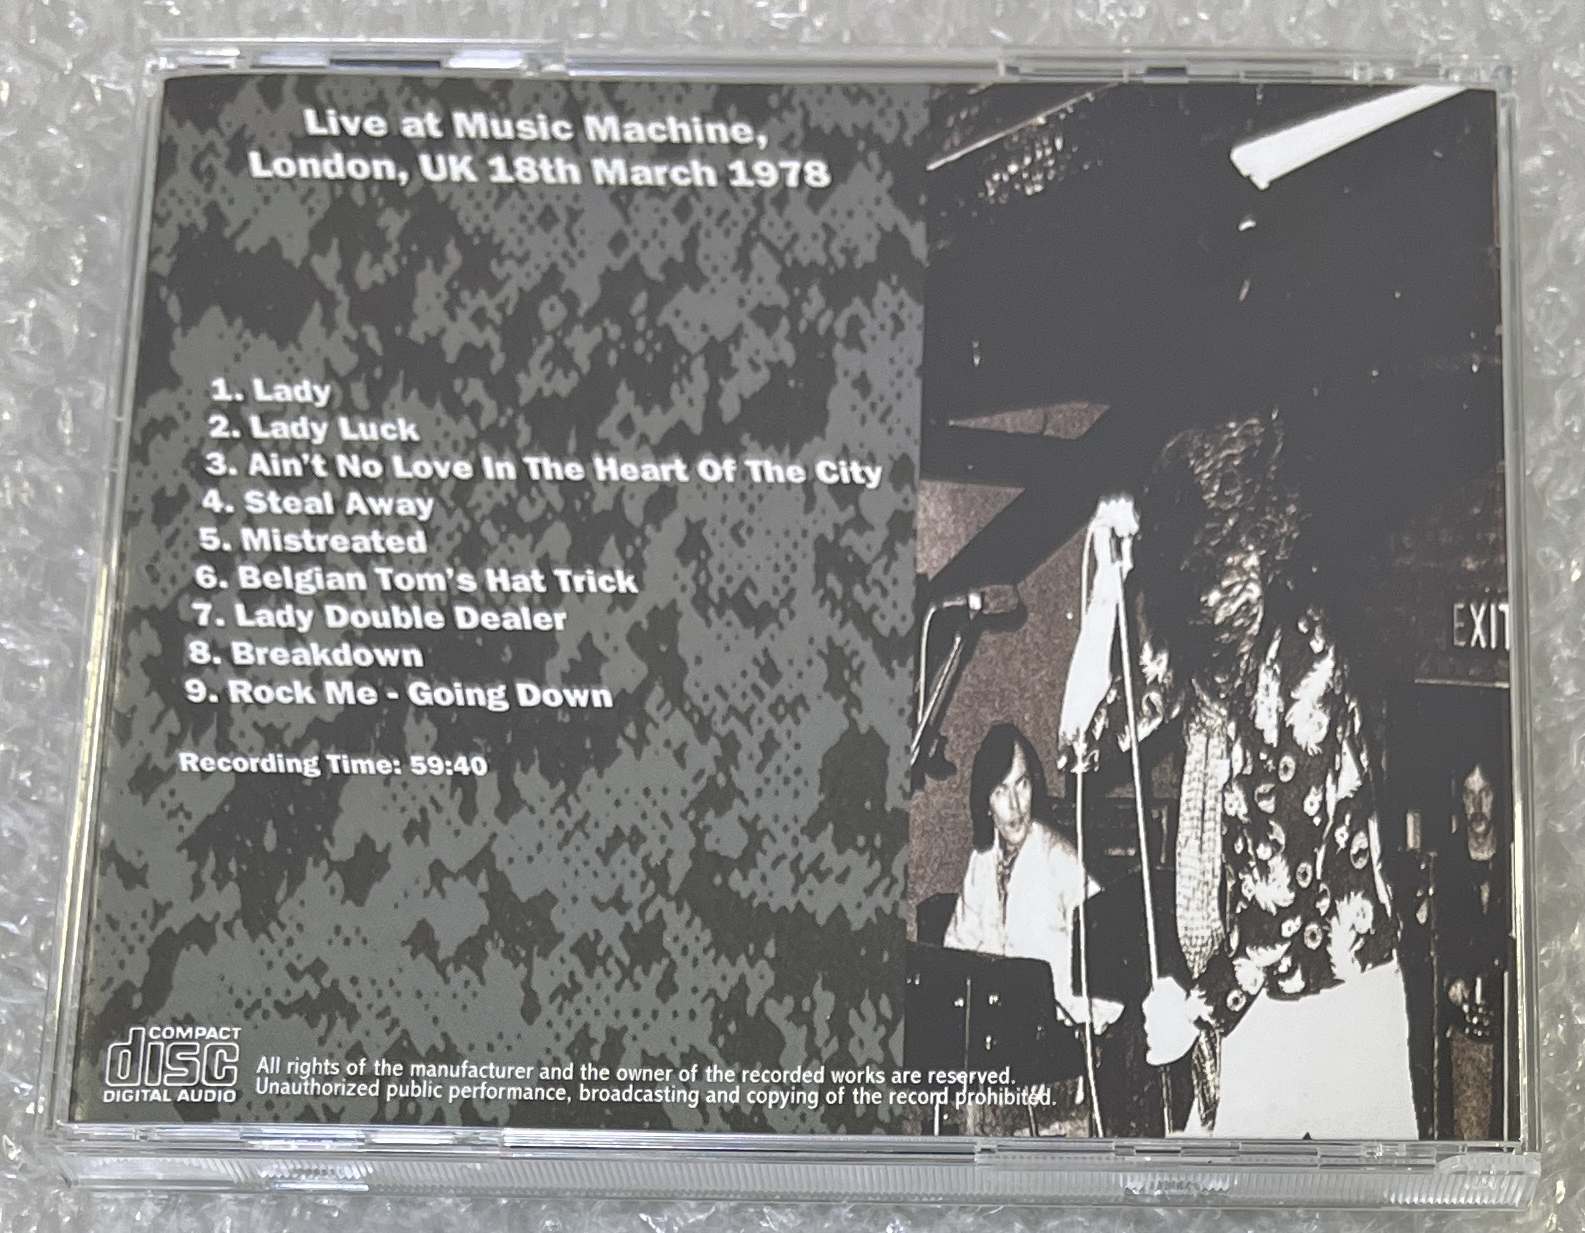 Live at Music Machine,
London, UK 18th March 1978
1. Lady
2. Lady Luck
3. Ain't No Love In The Heart Of The City
4. Steal Away
5. Mistreated
6. Belgian Tom's Hat Trick
7. Lady Double Dealer
8. Breakdown
9. Rock Me - Going Down
Recording Time: 59:40
EXIT
COMPACT
disc
DIGITAL AUDIO
All rights of the manufacturer and the owner of the recorded works are reserved.
Unauthorized public performance, broadcasting and copying of the record prohibited.